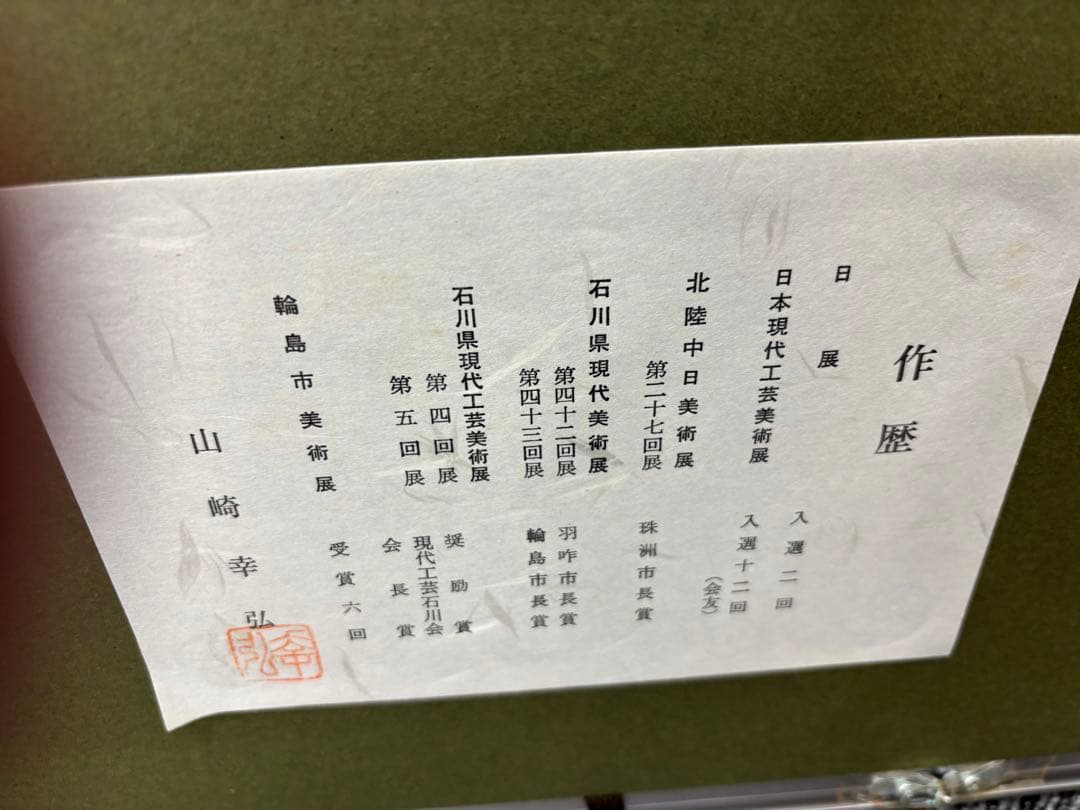 作歴
日展 入選二回
日本現代工芸美術展 入選十二回
(会友)
北陸中日美術展
第二十七回展 珠洲市長賞
石川県現代美術展
第四十二回展 羽咋市長賞
第四十三回展 輪島市長賞
石川県現代工芸美術展
第四回展 奨励賞
現代工芸石川会
第五回展 会長賞
輪島市美術展 受賞六回
山崎幸弘
幸弘